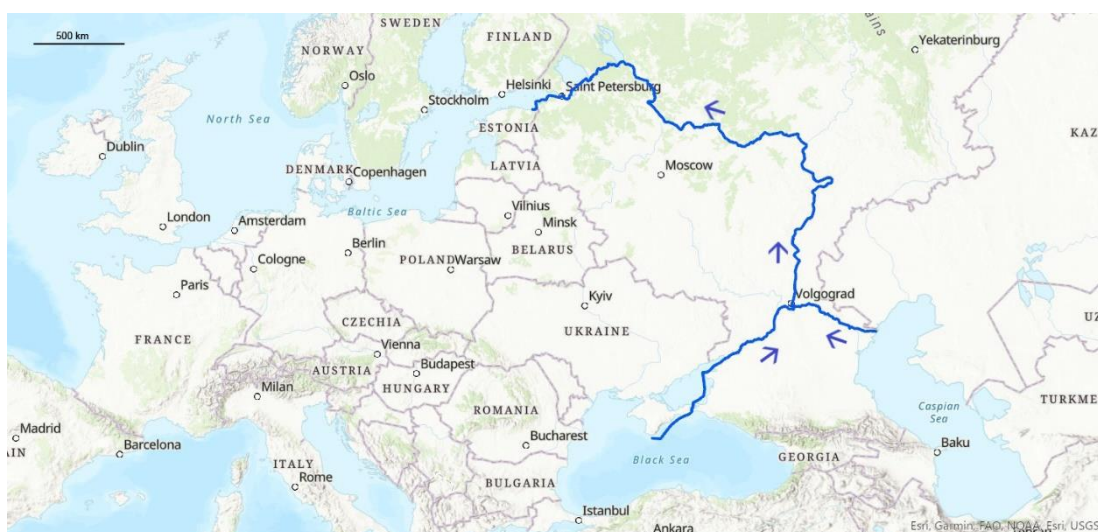 500 km
SWEDEN
FINLAND
NORWAY
Yekaterinburg
Oslo
Helsinki
Saint Petersburg
Stockholm
North Sea
ESTONIA
KAZ
Dublin
LATVIA
Moscow
DENMARK
Copenhagen
Baltic Sea
Vilnius
London
Amsterdam
Minsk
BELARUS
Berlin
Cologne
POLAND
Warsaw
Paris
Volgograd
Kyiv
CZECHIA
UKRAINE
UZ
FRANCE
Vienna
AUSTRIA
Budapest
HUNGARY
Milan
TURKME
ROMANIA
Caspian
Sea
Madrid
AIN
Barcelona
Bucharest
Baku
ITALY
Black Sea
GEORGIA
Rome
BULGARIA
Istanbul
Ankara
Esri, Garmin, FAO, NOAA, Esri, USGS